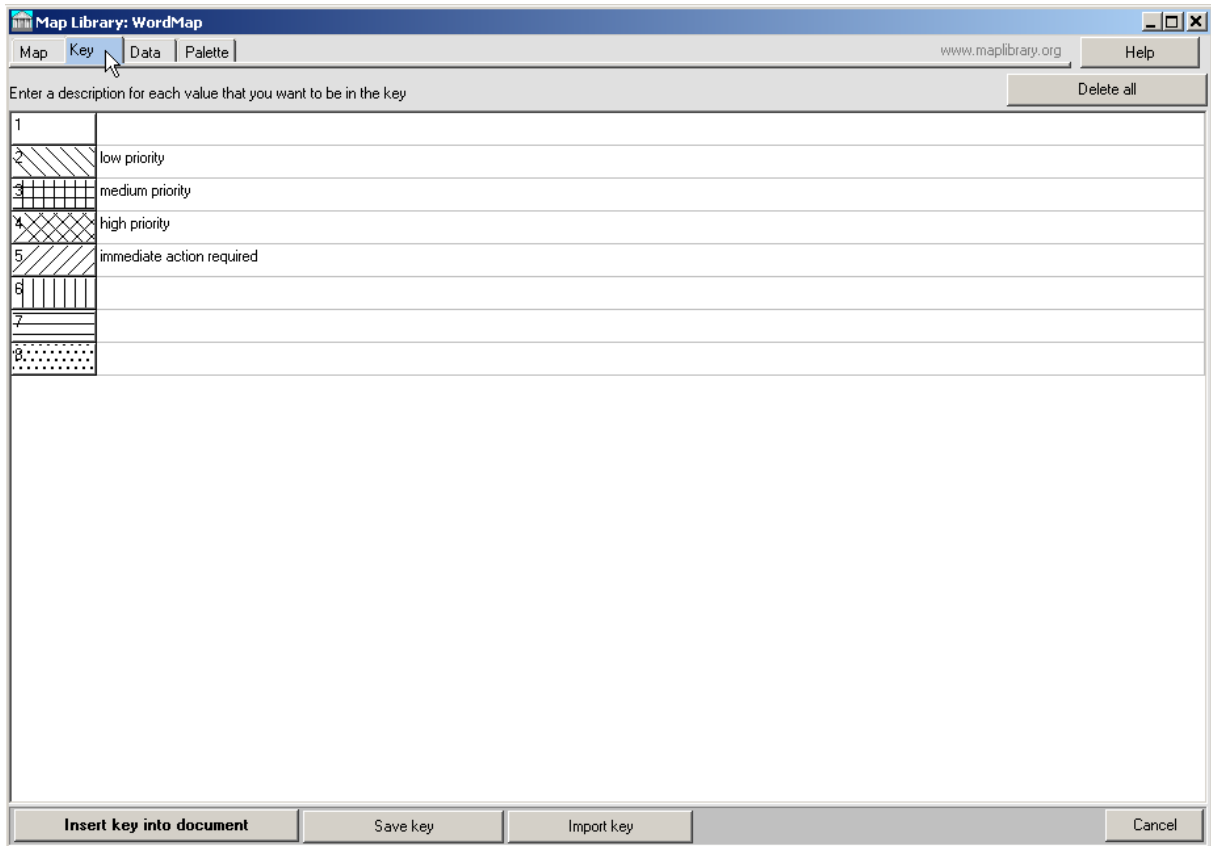 Map Library: WordMap
Map Key Data Palette www.maplibrary.org Help
Enter a description for each value that you want to be in the key Delete all
1
2 low priority
3 medium priority
4 high priority
5 immediate action required
6
7
8
Insert key into document Save key Import key Cancel